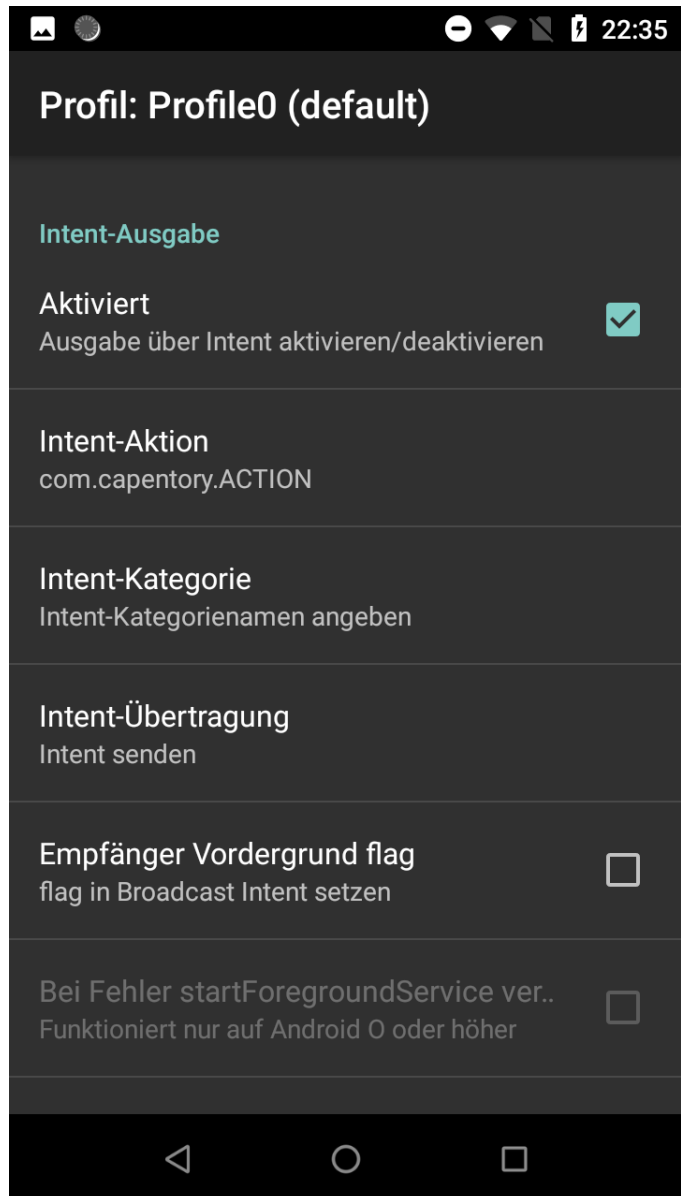 22:35
Profil: Profile0 (default)
Intent-Ausgabe
Aktiviert
Ausgabe über Intent aktivieren/deaktivieren
Intent-Aktion
com.capentory.ACTION
Intent-Kategorie
Intent-Kategorienamen angeben
Intent-Übertragung
Intent senden
Empfänger Vordergrund flag
flag in Broadcast Intent setzen
Bei Fehler startForegroundService ver..
Funktioniert nur auf Android O oder höher